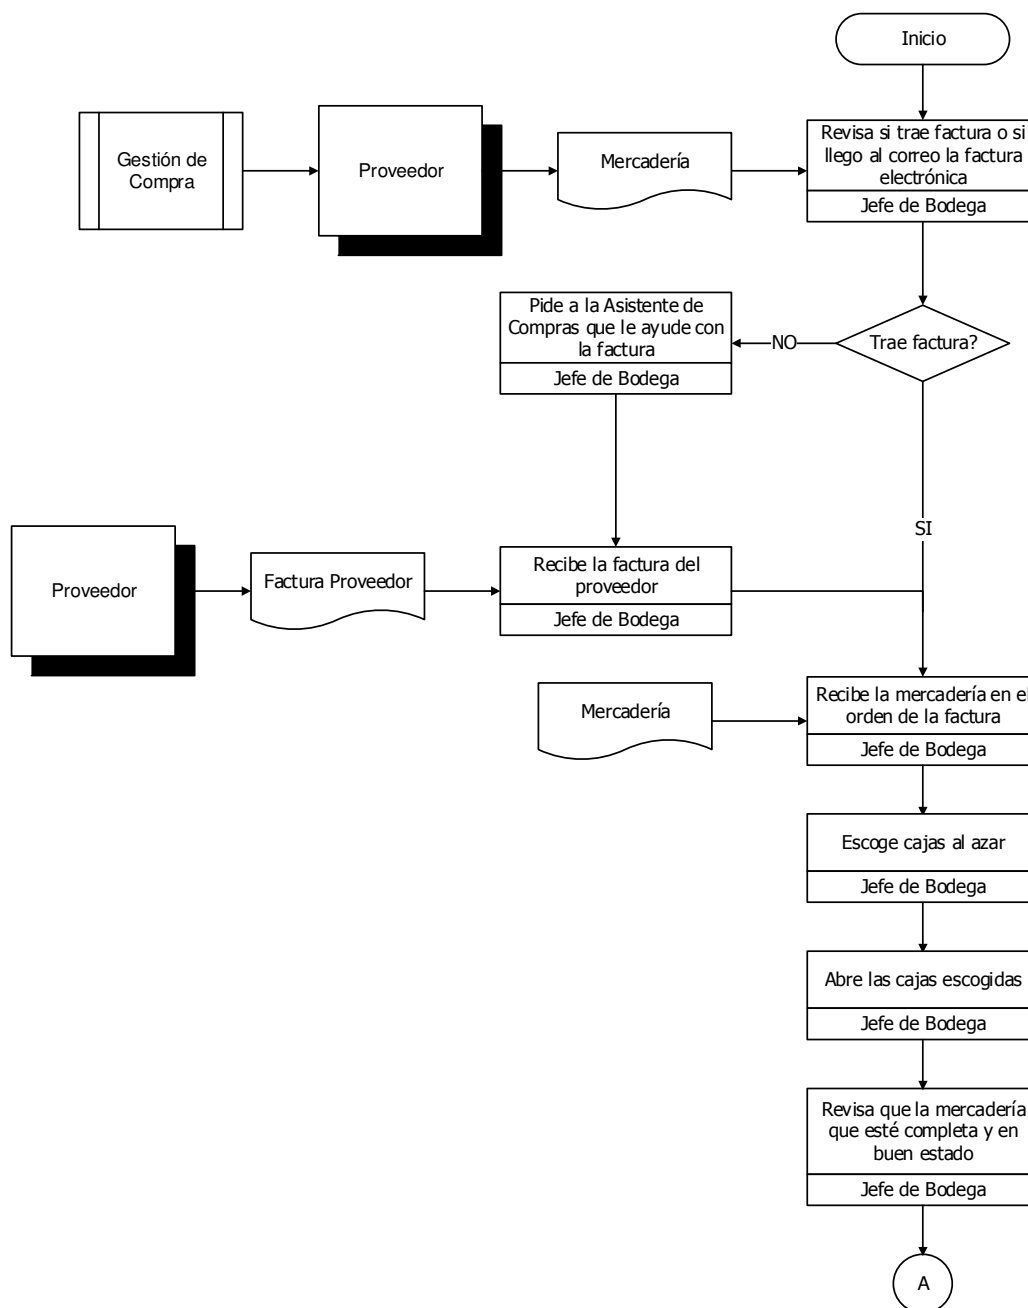 Inicio
Gestión de
Compra
Proveedor
Mercadería
Revisa si trae factura o si
llego al correo la factura
electrónica
Jefe de Bodega
Pide a la Asistente de
Compras que le ayude con
la factura
Jefe de Bodega
NO
Trae factura?
SI
Proveedor
Factura Proveedor
Recibe la factura del
proveedor
Jefe de Bodega
Mercadería
Recibe la mercadería en el
orden de la factura
Jefe de Bodega
Escoge cajas al azar
Jefe de Bodega
Abre las cajas escogidas
Jefe de Bodega
Revisa que la mercadería
que esté completa y en
buen estado
Jefe de Bodega
A